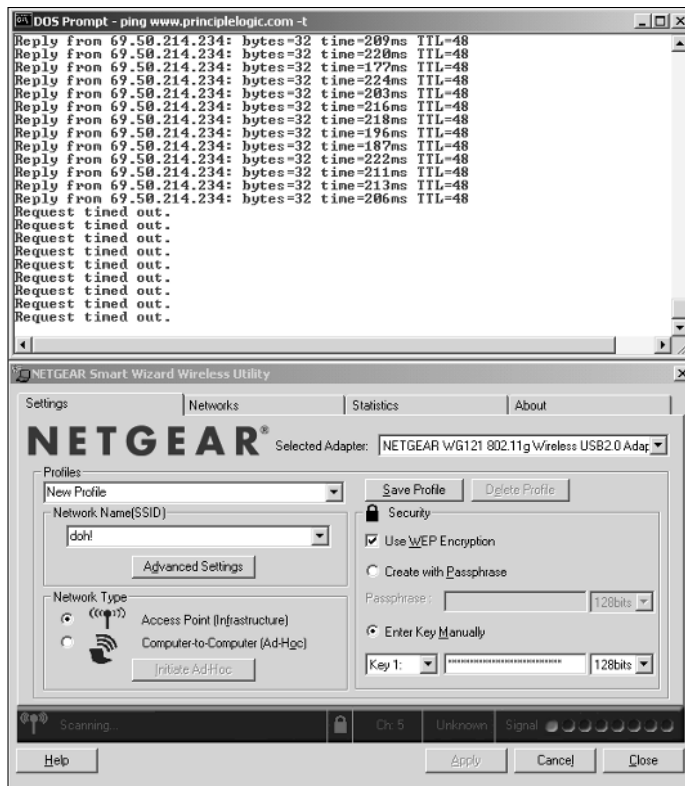 DOS Prompt - ping www.principlelogic.com -t
Reply from 69.50.214.234: bytes=32 time=209ms TTL=48
Reply from 69.50.214.234: bytes=32 time=220ms TTL=48
Reply from 69.50.214.234: bytes=32 time=177ms TTL=48
Reply from 69.50.214.234: bytes=32 time=224ms TTL=48
Reply from 69.50.214.234: bytes=32 time=203ms TTL=48
Reply from 69.50.214.234: bytes=32 time=216ms TTL=48
Reply from 69.50.214.234: bytes=32 time=218ms TTL=48
Reply from 69.50.214.234: bytes=32 time=196ms TTL=48
Reply from 69.50.214.234: bytes=32 time=187ms TTL=48
Reply from 69.50.214.234: bytes=32 time=222ms TTL=48
Reply from 69.50.214.234: bytes=32 time=211ms TTL=48
Reply from 69.50.214.234: bytes=32 time=213ms TTL=48
Reply from 69.50.214.234: bytes=32 time=206ms TTL=48
Request timed out.
Request timed out.
Request timed out.
Request timed out.
Request timed out.
Request timed out.
Request timed out.
Request timed out.
Request timed out.
NETGEAR Smart Wizard Wireless Utility
Settings Networks Statistics About
NETGEAR® Selected Adapter: NETGEAR WG121 802.11g Wireless USB2.0 Adap
Profiles
New Profile Save Profile Delete Profile
Network Name(SSID)
doh!
Advanced Settings
Security
Use WEP Encryption
Create with Passphrase
Passphrase : 128bits
Network Type
Access Point (Infrastructure)
Computer-to-Computer (Ad-Hoc)
Initiate Ad-Hoc
Enter Key Manually
Key 1: ************************** 128bits
Scanning... Ch: 5 Unknown Signal
Help Apply Cancel Close